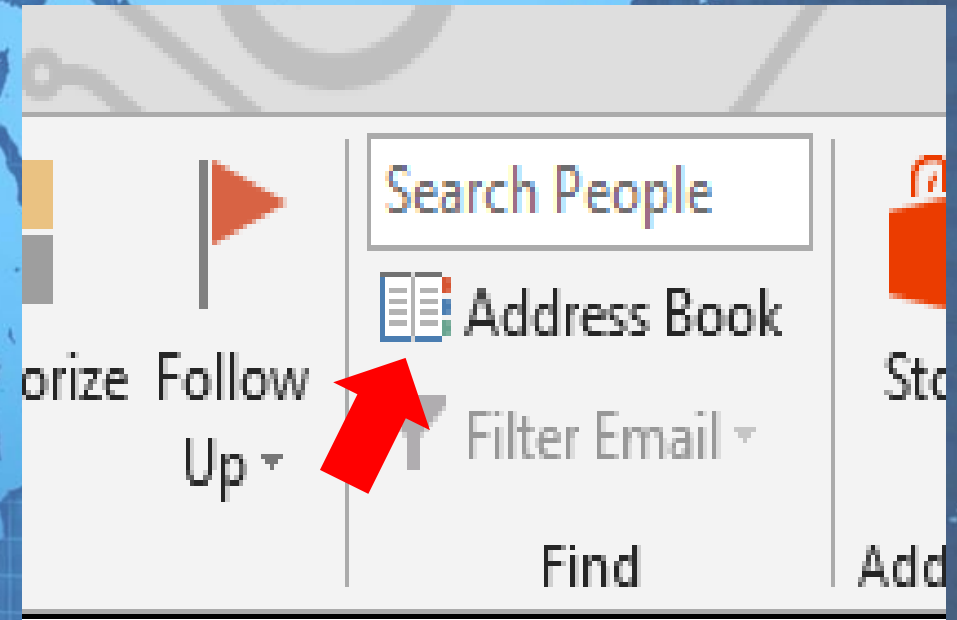 Search People
Address Book
orize Follow
Up
Filter Email
Find
Sto
Add